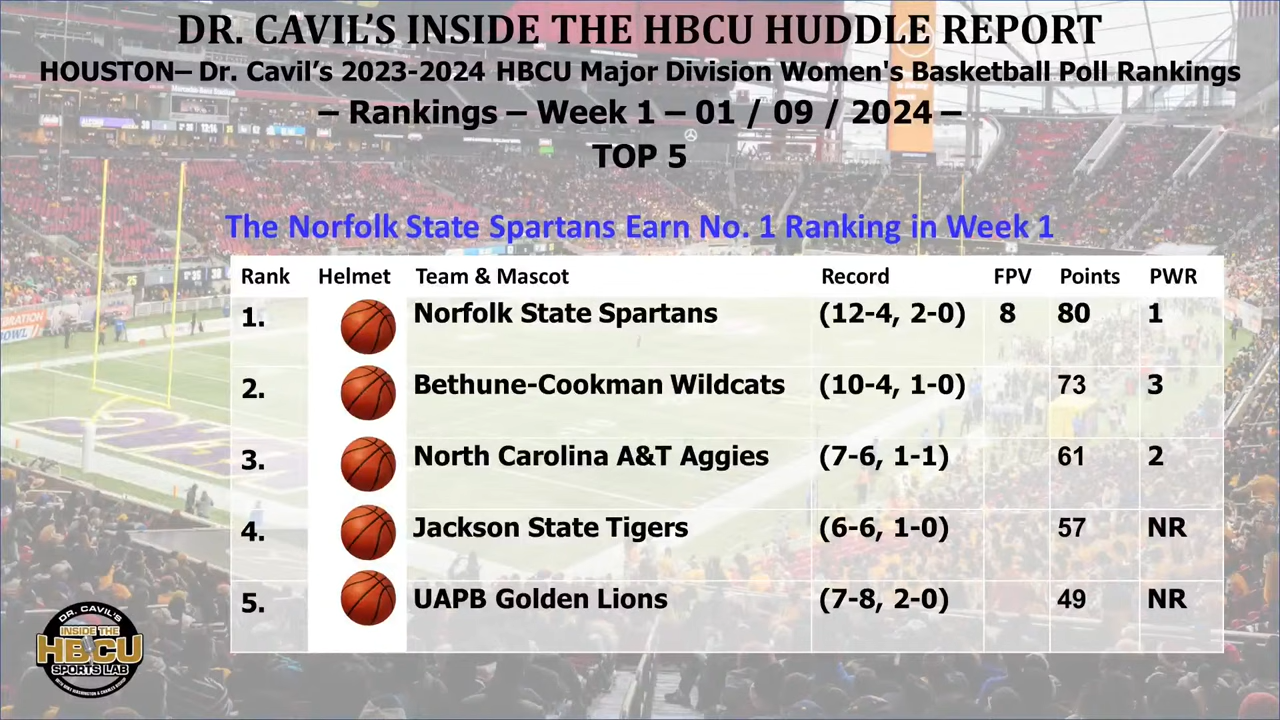 DR. CAVIL'S INSIDE THE HBCU HUDDLE REPORT
HOUSTON– Dr. Cavil's 2023-2024 HBCU Major Division Women's Basketball Poll Rankings
– Rankings – Week 1 – 01 / 09 / 2024 –
TOP 5
The Norfolk State Spartans Earn No. 1 Ranking in Week 1
Rank Helmet Team & Mascot Record FPV Points PWR
1. Norfolk State Spartans (12-4, 2-0) 8 80 1
2. Bethune-Cookman Wildcats (10-4, 1-0) 73 3
3. North Carolina A&T Aggies (7-6, 1-1) 61 2
4. Jackson State Tigers (6-6, 1-0) 57 NR
5. UAPB Golden Lions (7-8, 2-0) 49 NR
DR. CAVIL'S
INSIDE THE
HBCU
SPORTS LAB